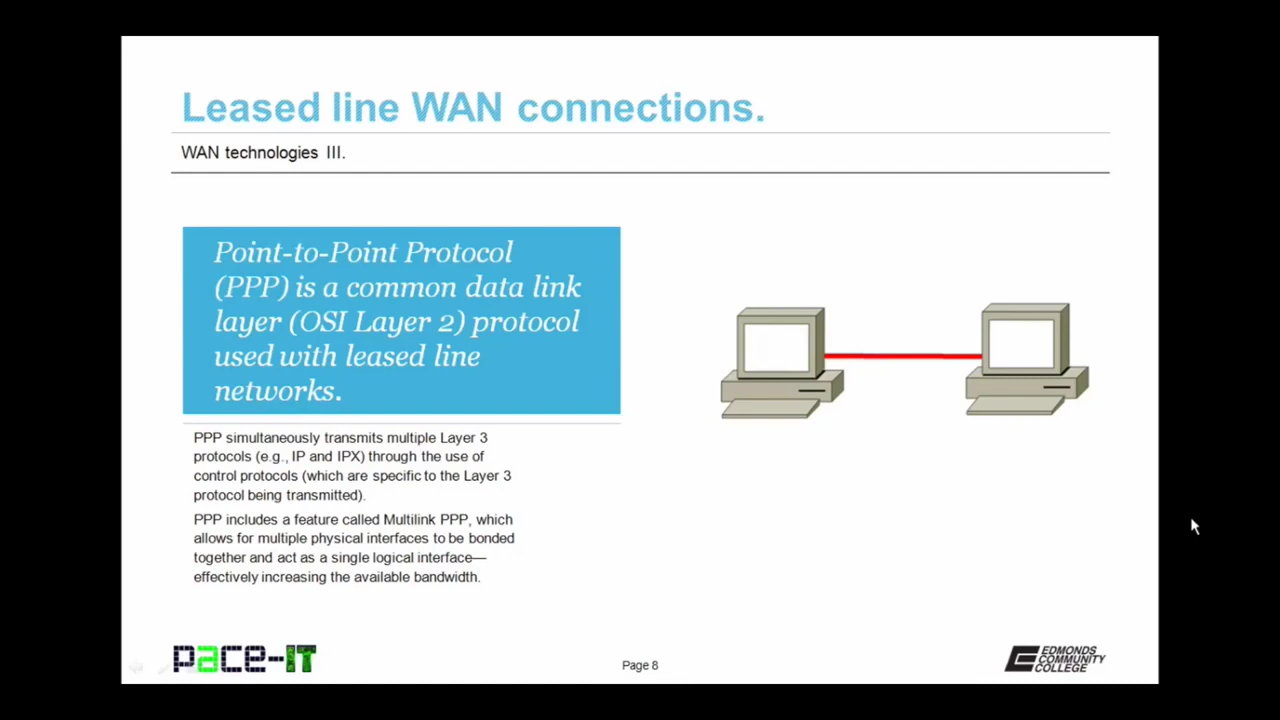 Leased line WAN connections.
WAN technologies III.
Point-to-Point Protocol
(PPP) is a common data link
layer (OSI Layer 2) protocol
used with leased line
networks.
PPP simultaneously transmits multiple Layer 3
protocols (e.g., IP and IPX) through the use of
control protocols (which are specific to the Layer 3
protocol being transmitted).
PPP includes a feature called Multilink PPP, which
allows for multiple physical interfaces to be bonded
together and act as a single logical interface—
effectively increasing the available bandwidth.
pace-IT
Page 8
EDMONDS
COMMUNITY
COLLEGE